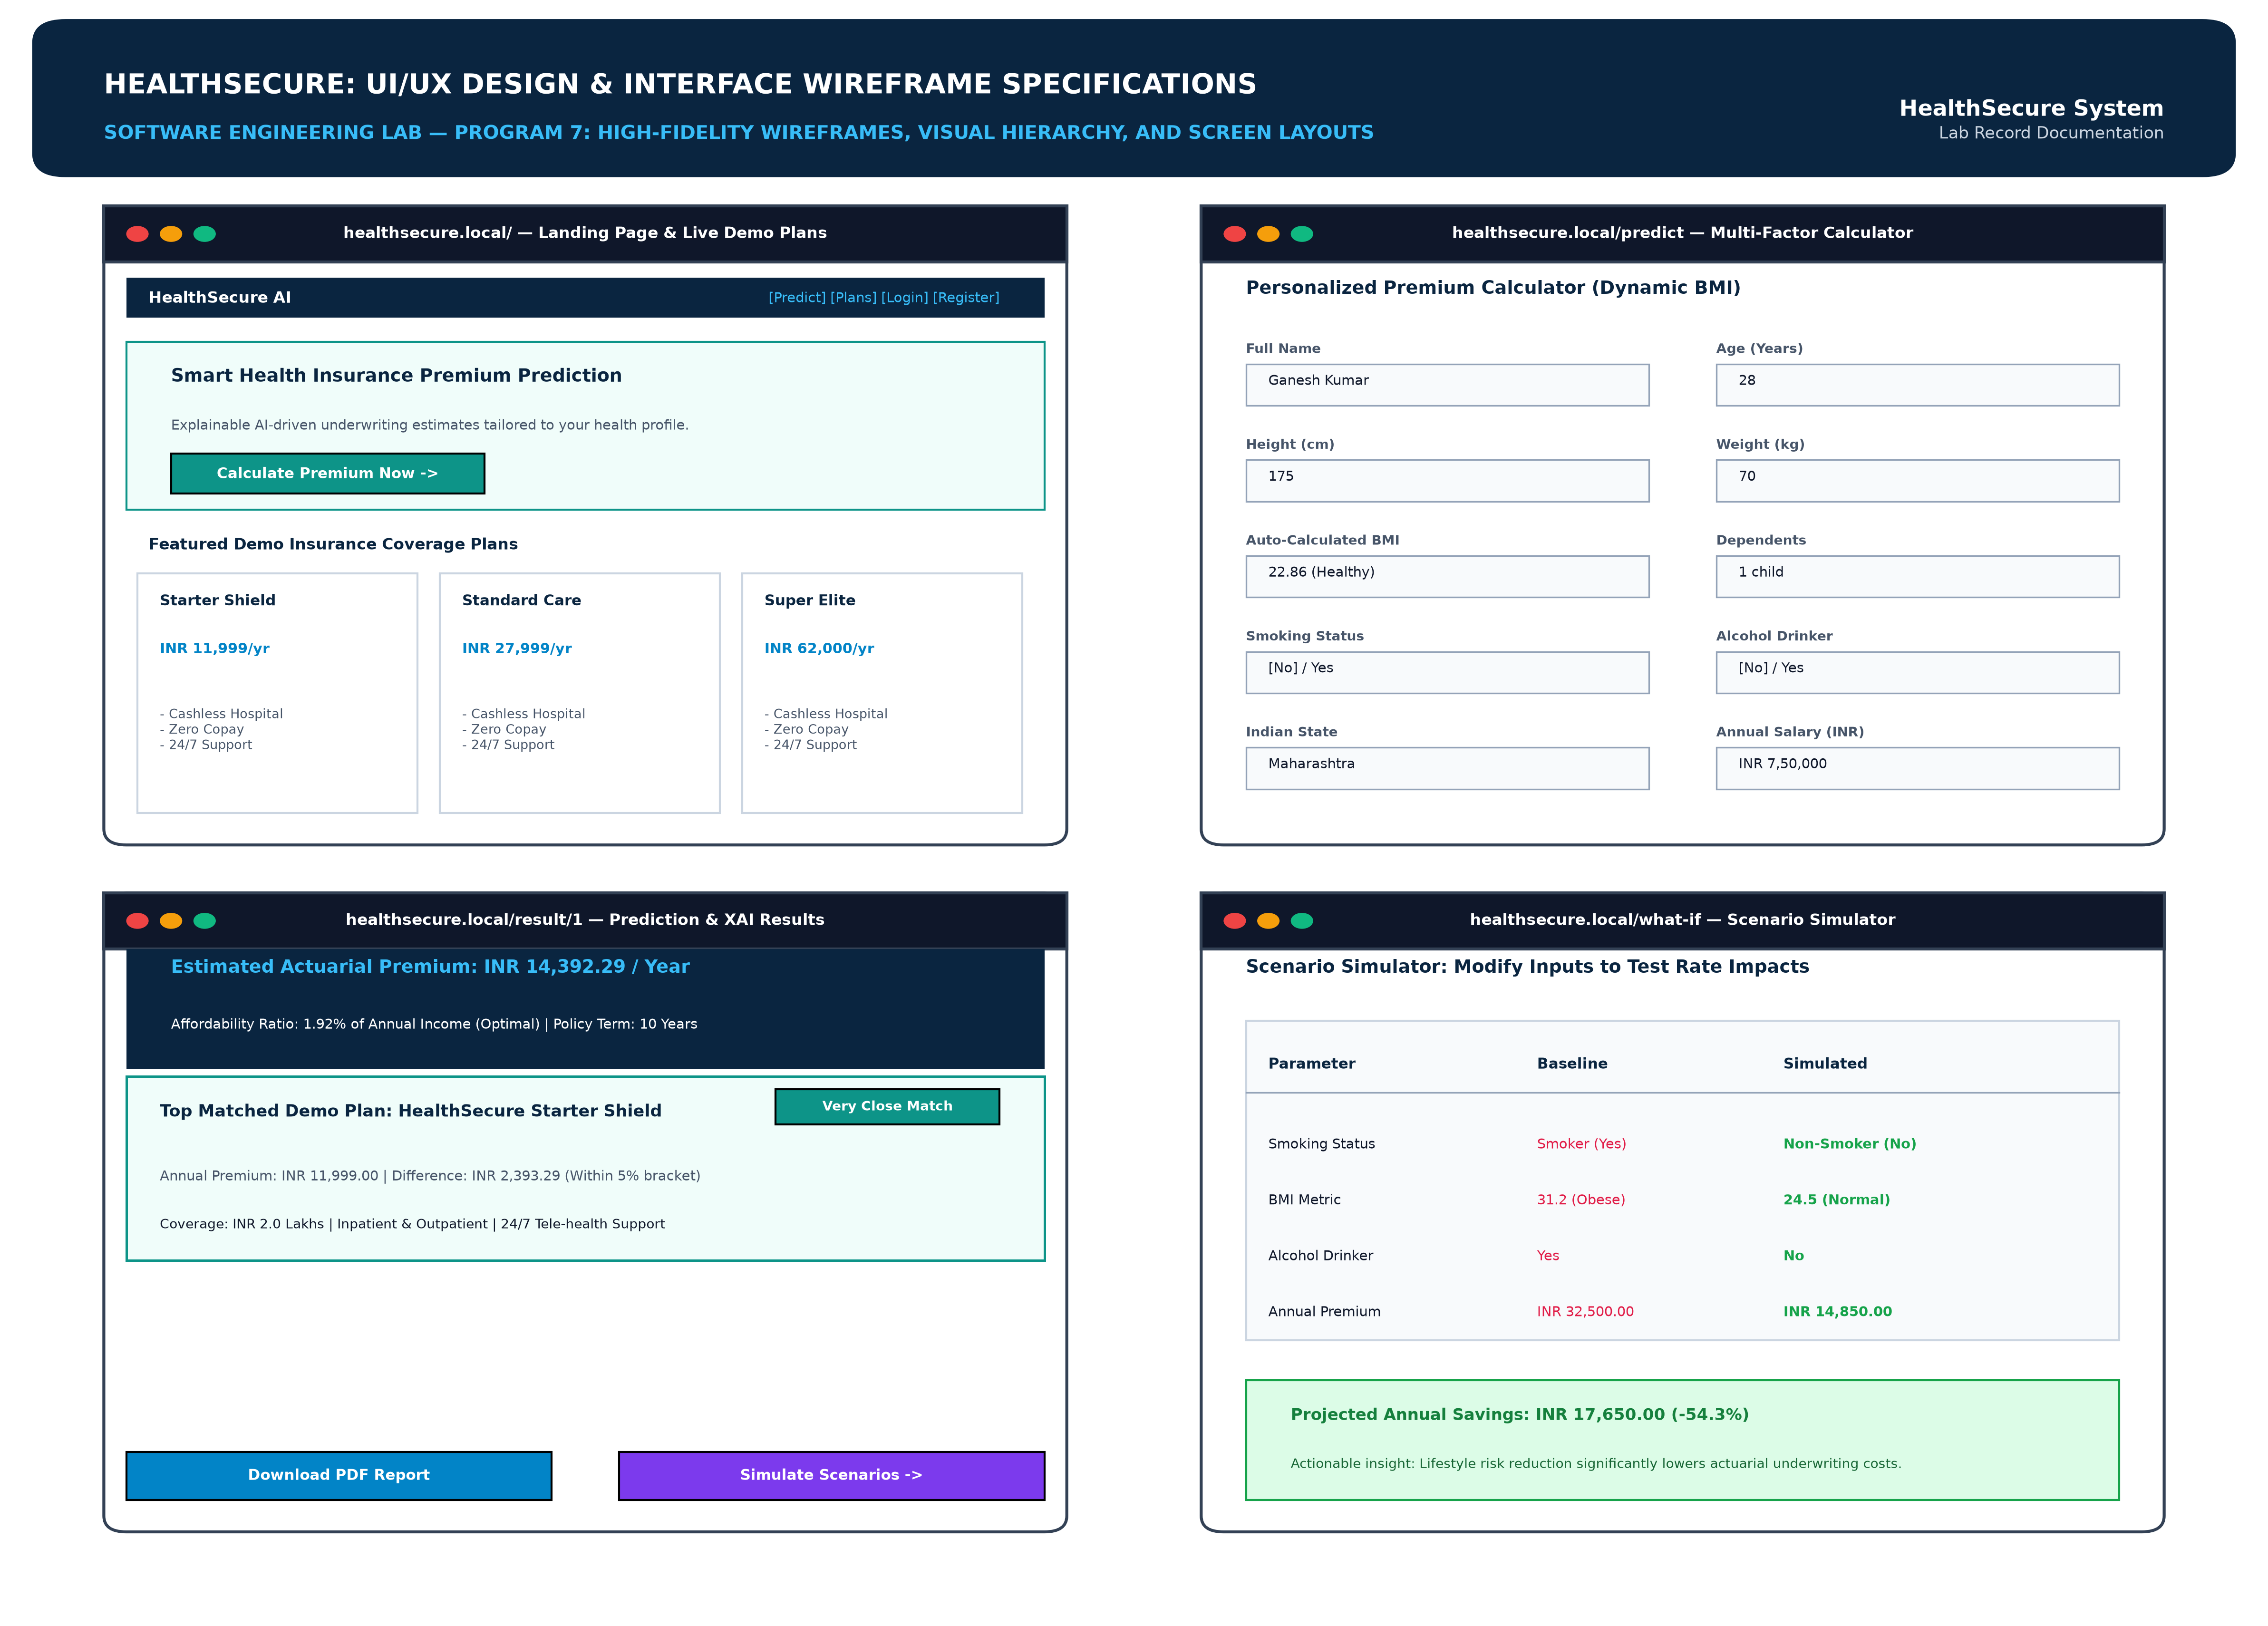 HEALTHSECURE: UI/UX DESIGN & INTERFACE WIREFRAME SPECIFICATIONS
SOFTWARE ENGINEERING LAB — PROGRAM 7: HIGH-FIDELITY WIREFRAMES, VISUAL HIERARCHY, AND SCREEN LAYOUTS
HealthSecure System
Lab Record Documentation
healthsecure.local/ — Landing Page & Live Demo Plans
HealthSecure AI
[Predict] [Plans] [Login] [Register]
Smart Health Insurance Premium Prediction
Explainable AI-driven underwriting estimates tailored to your health profile.
Calculate Premium Now ->
Featured Demo Insurance Coverage Plans
Starter Shield
INR 11,999/yr
- Cashless Hospital
- Zero Copay
- 24/7 Support
Standard Care
INR 27,999/yr
- Cashless Hospital
- Zero Copay
- 24/7 Support
Super Elite
INR 62,000/yr
- Cashless Hospital
- Zero Copay
- 24/7 Support
healthsecure.local/predict — Multi-Factor Calculator
Personalized Premium Calculator (Dynamic BMI)
Full Name
Ganesh Kumar
Age (Years)
28
Height (cm)
175
Weight (kg)
70
Auto-Calculated BMI
22.86 (Healthy)
Dependents
1 child
Smoking Status
[No] / Yes
Alcohol Drinker
[No] / Yes
Indian State
Maharashtra
Annual Salary (INR)
INR 7,50,000
healthsecure.local/result/1 — Prediction & XAI Results
Estimated Actuarial Premium: INR 14,392.29 / Year
Affordability Ratio: 1.92% of Annual Income (Optimal) | Policy Term: 10 Years
Top Matched Demo Plan: HealthSecure Starter Shield
Very Close Match
Annual Premium: INR 11,999.00 | Difference: INR 2,393.29 (Within 5% bracket)
Coverage: INR 2.0 Lakhs | Inpatient & Outpatient | 24/7 Tele-health Support
Download PDF Report
Simulate Scenarios ->
healthsecure.local/what-if — Scenario Simulator
Scenario Simulator: Modify Inputs to Test Rate Impacts
Parameter Baseline Simulated
Smoking Status Smoker (Yes) Non-Smoker (No)
BMI Metric 31.2 (Obese) 24.5 (Normal)
Alcohol Drinker Yes No
Annual Premium INR 32,500.00 INR 14,850.00
Projected Annual Savings: INR 17,650.00 (-54.3%)
Actionable insight: Lifestyle risk reduction significantly lowers actuarial underwriting costs.